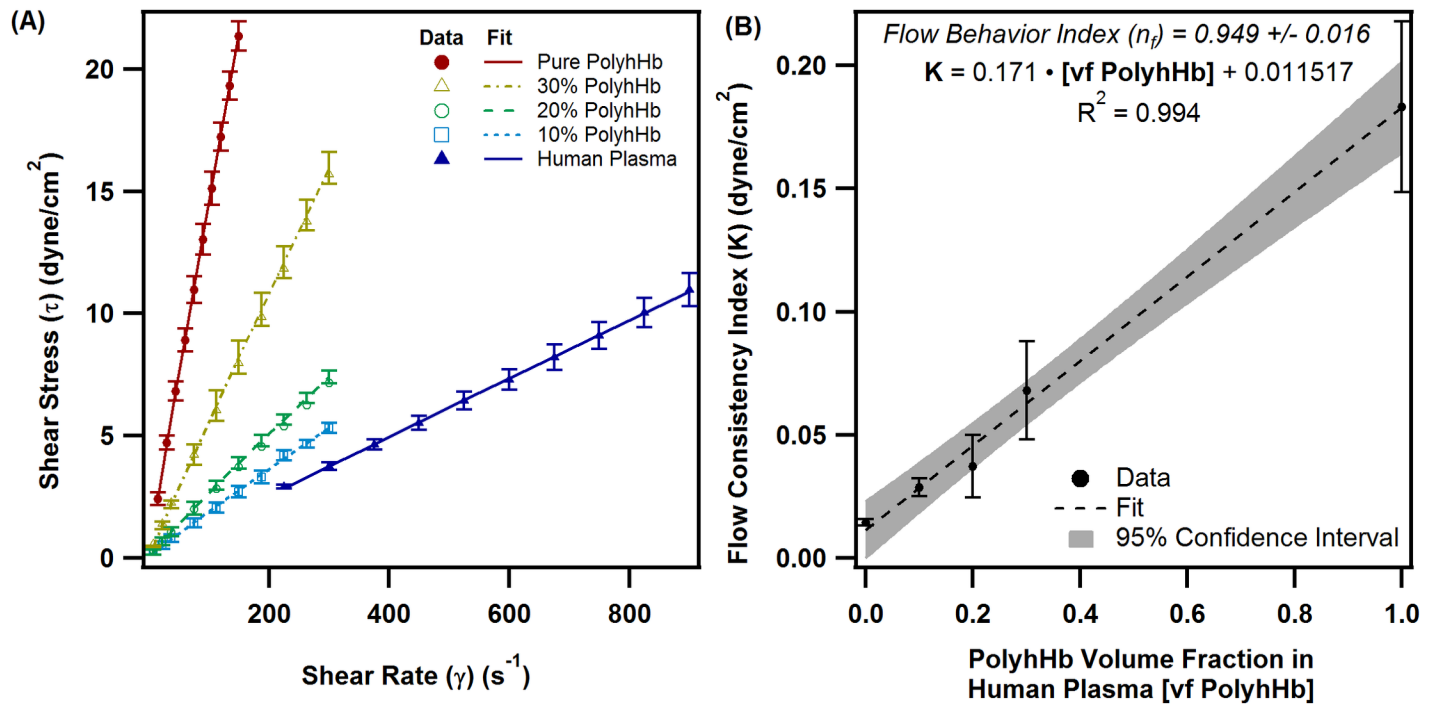 (A)
Shear Stress (τ) (dyne/cm²)
20
15
10
5
0
200
400
600
800
Shear Rate (γ) (s⁻¹)
Data Fit
Pure PolyhHb
30% PolyhHb
20% PolyhHb
10% PolyhHb
Human Plasma
(B)
Flow Consistency Index (K) (dyne/cm²)
0.20
0.15
0.10
0.05
0.00
0.0
0.2
0.4
0.6
0.8
1.0
PolyhHb Volume Fraction in
Human Plasma [vf PolyhHb]
Flow Behavior Index (n_f) = 0.949 +/- 0.016
K = 0.171 • [vf PolyhHb] + 0.011517
R² = 0.994
Data
Fit
95% Confidence Interval